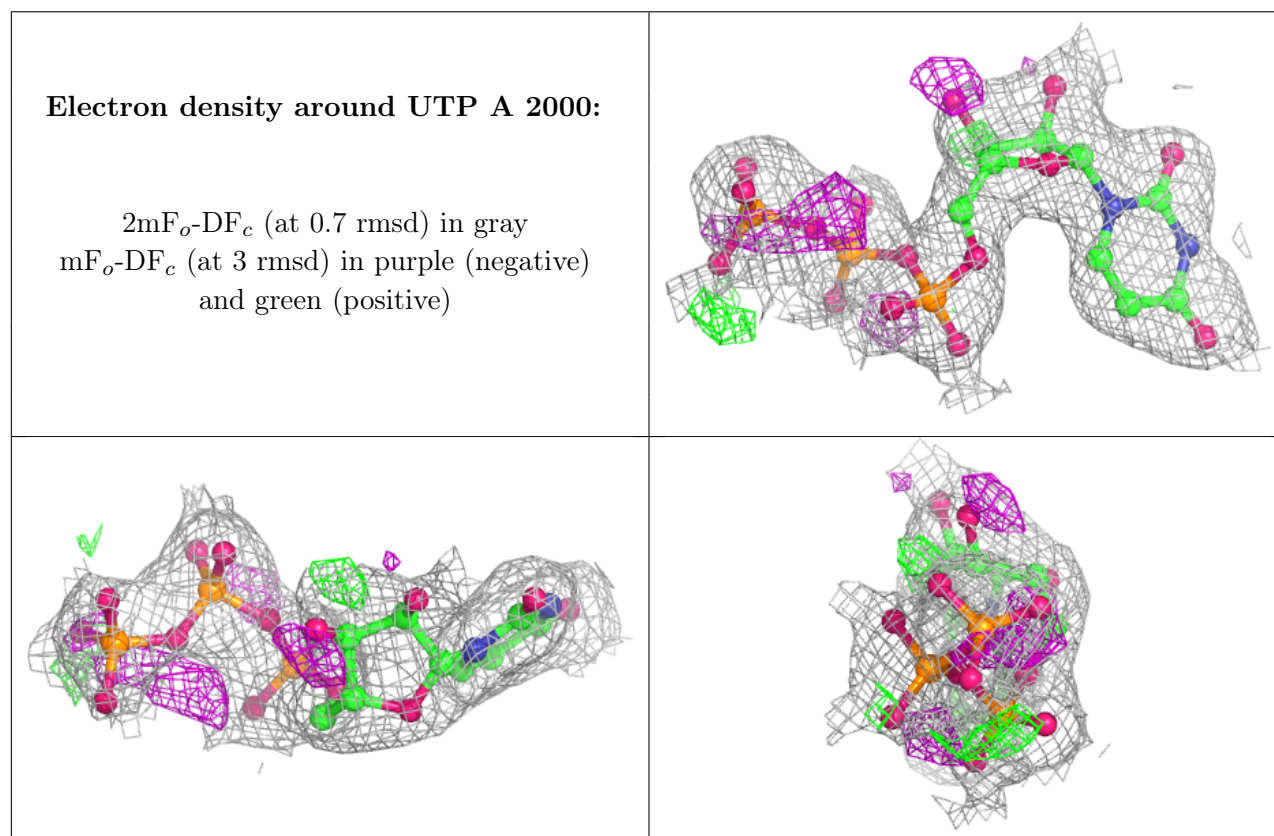 Electron density around UTP A 2000:
2mFₒ-DF𝒸 (at 0.7 rmsd) in gray
mFₒ-DF𝒸 (at 3 rmsd) in purple (negative)
and green (positive)